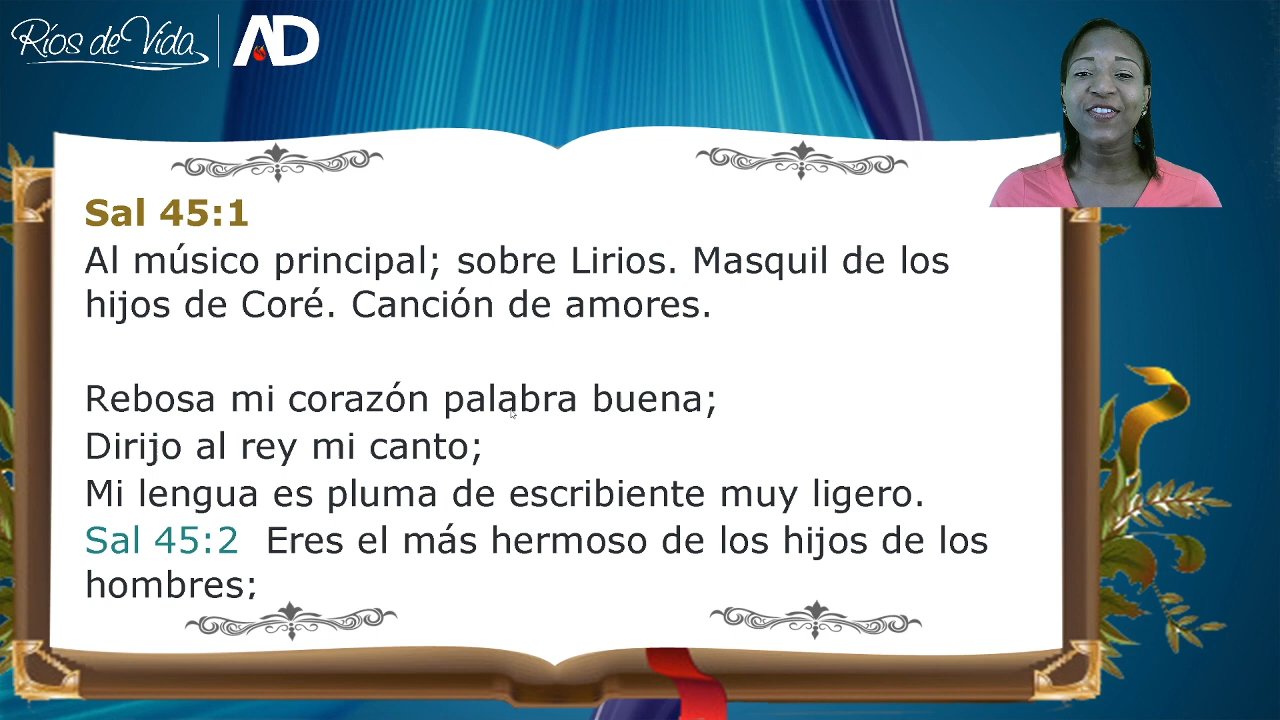 Ríos de Vida
AD
Sal 45:1
Al músico principal; sobre Lirios. Masquil de los
hijos de Coré. Canción de amores.
Rebosa mi corazón palabra buena;
Dirijo al rey mi canto;
Mi lengua es pluma de escribiente muy ligero.
Sal 45:2 Eres el más hermoso de los hijos de los
hombres;